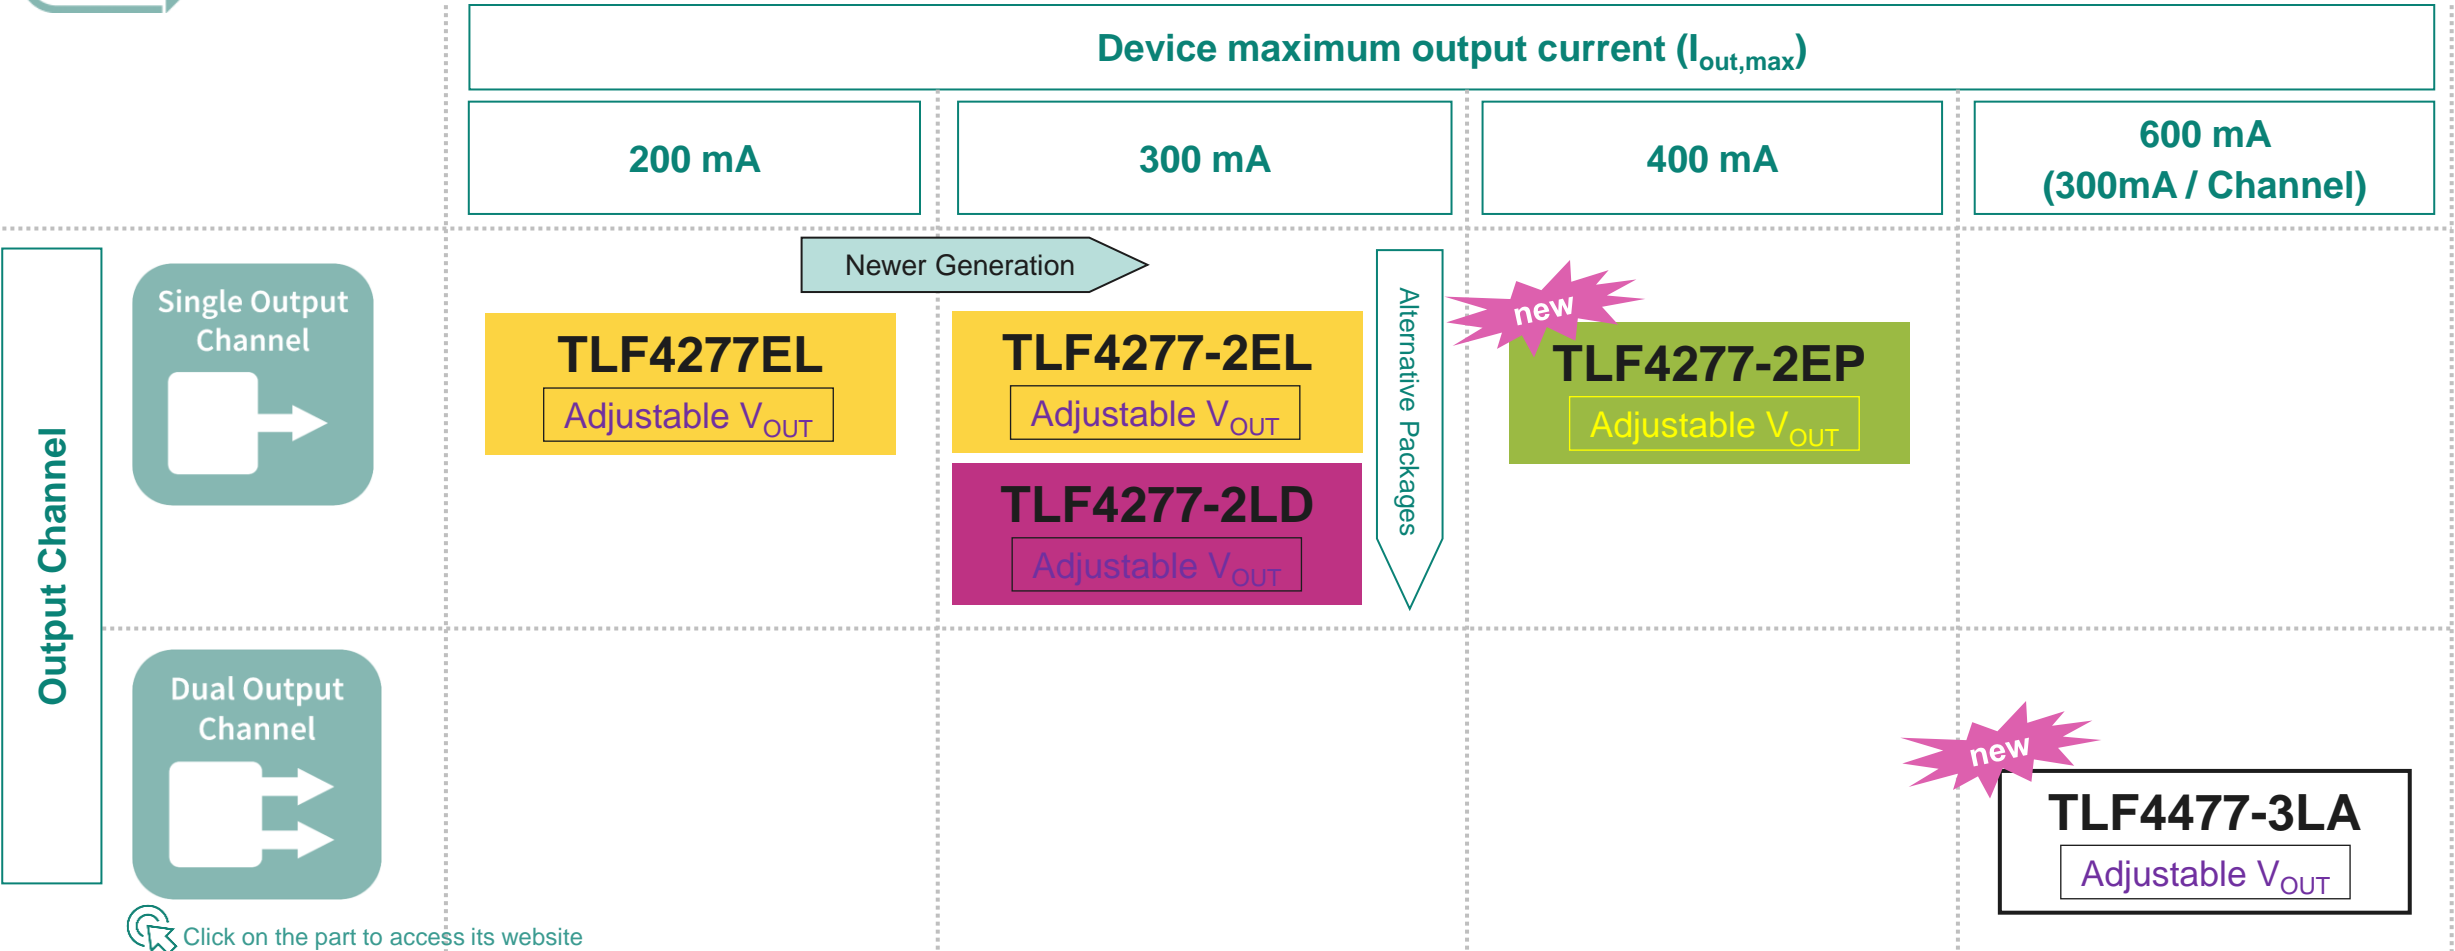 Device maximum output current (Iout,max)
200 mA
300 mA
400 mA
600 mA
(300mA / Channel)
Output Channel
Single Output
Channel
Newer Generation
TLF4277EL
Adjustable VOUT
TLF4277-2EL
Adjustable VOUT
TLF4277-2LD
Adjustable VOUT
Alternative Packages
new
TLF4277-2EP
Adjustable VOUT
Dual Output
Channel
new
TLF4477-3LA
Adjustable VOUT
Click on the part to access its website